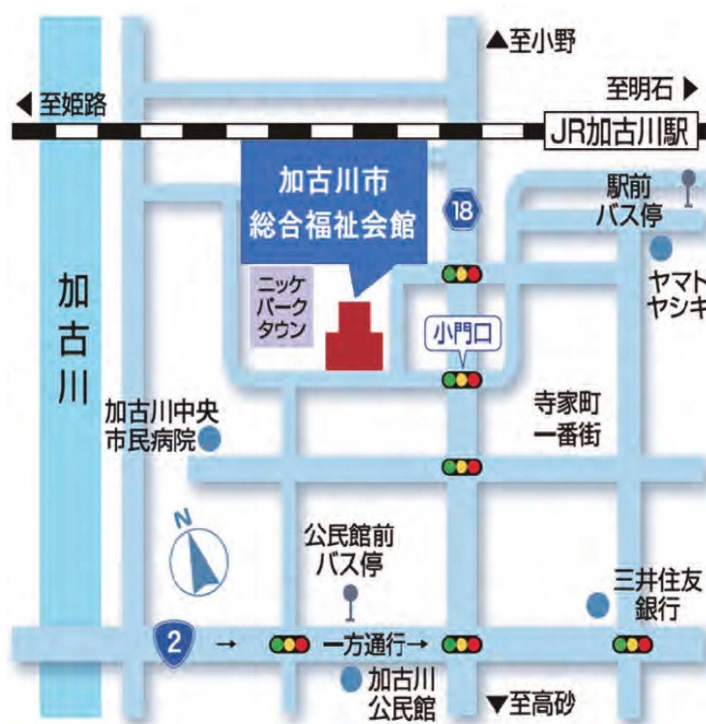 ▲至小野
至明石▶
◀至姫路
JR加古川駅
加古川市
総合福祉会館
18
駅前
バス停
ニッケ
パーク
タウン
ヤマト
ヤシキ
加古川
小門口
加古川中央
市民病院
寺家町
一番街
N
公民館前
バス停
三井住友
銀行
2
→
一方通行→
加古川
公民館
▼至高砂